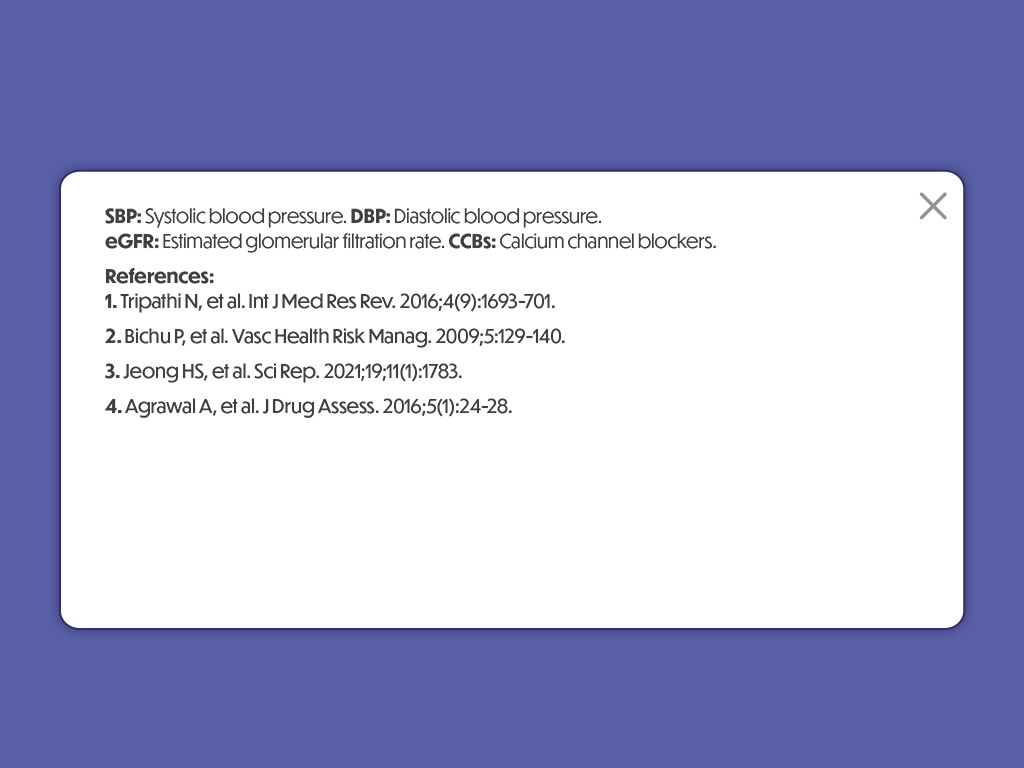 SBP: Systolic blood pressure. DBP: Diastolic blood pressure.
eGFR: Estimated glomerular filtration rate. CCBs: Calcium channel blockers.
References:
1. Tripathi N, et al. Int J Med Res Rev. 2016;4(9):1693-701.
2. Bichu P, et al. Vasc Health Risk Manag. 2009;5:129-140.
3. Jeong HS, et al. Sci Rep. 2021;19;11(1):1783.
4. Agrawal A, et al. J Drug Assess. 2016;5(1):24-28.